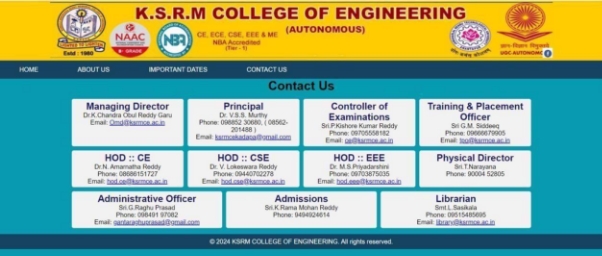 K.S.R.M COLLEGE OF ENGINEERING
(AUTONOMOUS)
CE, ECE, CSE, EEE & ME
NBA Accredited
(Tier - 1)
NAAC
NBA
Estd : 1980
UGC AUTONOMOUS
HOME ABOUT US IMPORTANT DATES CONTACT US
Contact Us
Managing Director
Dr.K.Chandra Obul Reddy Garu
Email: Omd@ksrmce.ac.in
Principal
Dr. V.S.S. Murthy
Phone: 098852 30680, ( 08562-
201488 )
Email: ksrmcekadapa@gmail.com
Controller of
Examinations
Sri.P.Kishore Kumar Reddy
Phone: 09705558182
Email: ce@ksrmce.ac.in
Training & Placement
Officer
Sri G.M. Siddeeq
Phone: 09966679905
Email: tpo@ksrmce.ac.in
HOD :: CE
Dr.N. Amarnatha Reddy
Phone: 08686151727
Email: hod.ce@ksrmce.ac.in
HOD :: CSE
Dr. V. Lokeswara Reddy
Phone: 09440702278
Email: hod.cse@ksrmce.ac.in
HOD :: EEE
Dr. M.S.Priyadarshini
Phone: 09703675035
Email: hod.eee@ksrmce.ac.in
Physical Director
Sri.T.Narayana
Phone: 90004 52805
Administrative Officer
Sri.G.Raghu Prasad
Phone: 098491 97082
Email: gantaraghuprasad@gmail.com
Admissions
Sri.K.Rama Mohan Reddy
Phone: 9494924614
Librarian
Smt.L.Sasikala
Phone: 09515485695
Email: library@ksrmce.ac.in
© 2024 KSRM COLLEGE OF ENGINEERING. All rights reserved.